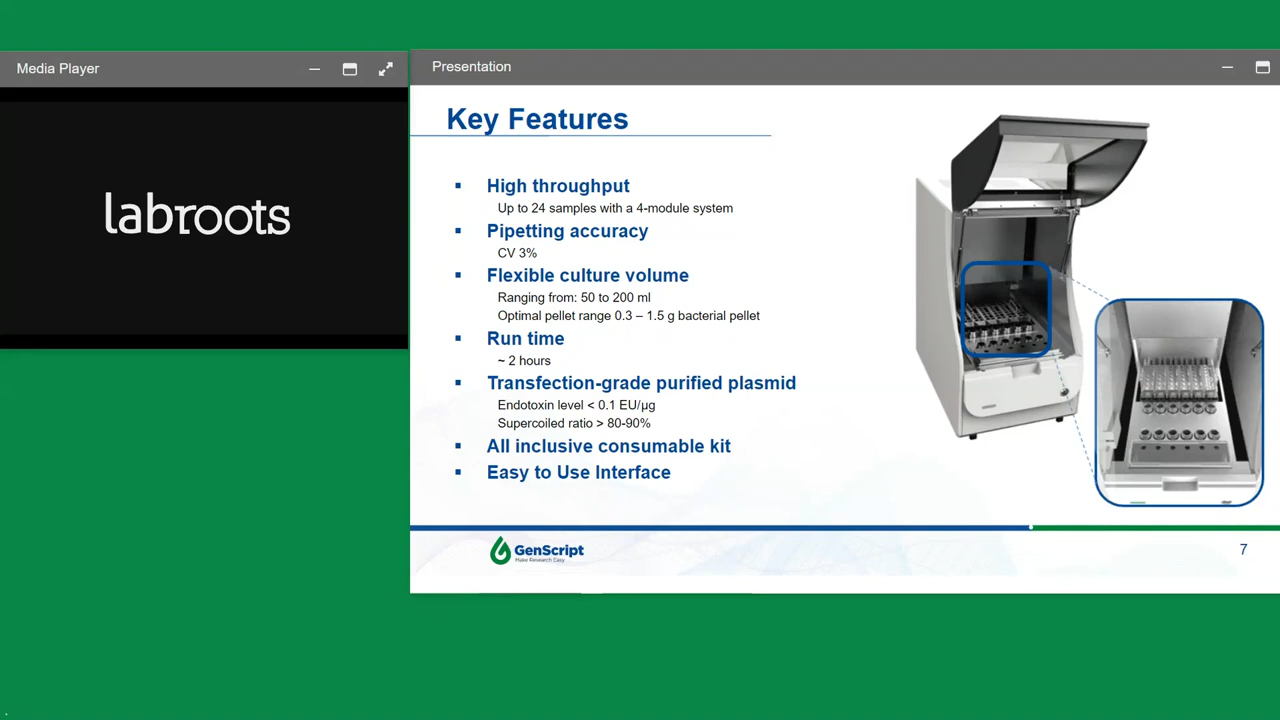 Media Player
labroots
Presentation
Key Features
▪ High throughput
Up to 24 samples with a 4-module system
▪ Pipetting accuracy
CV 3%
▪ Flexible culture volume
Ranging from: 50 to 200 ml
Optimal pellet range 0.3 – 1.5 g bacterial pellet
▪ Run time
~ 2 hours
▪ Transfection-grade purified plasmid
Endotoxin level < 0.1 EU/µg
Supercoiled ratio > 80-90%
▪ All inclusive consumable kit
▪ Easy to Use Interface
GenScript
Make Research Easy
7